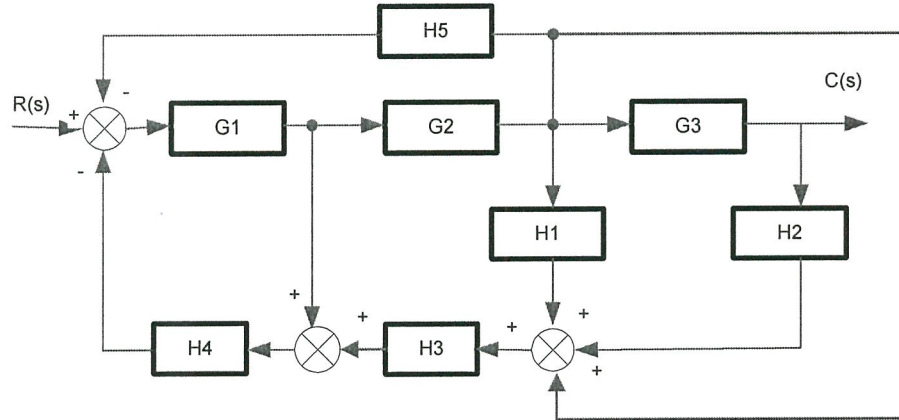 H5
C(s)
R(s)
-
+
G1
G2
G3
-
H1
H2
+
+
+
+
+
H4
H3